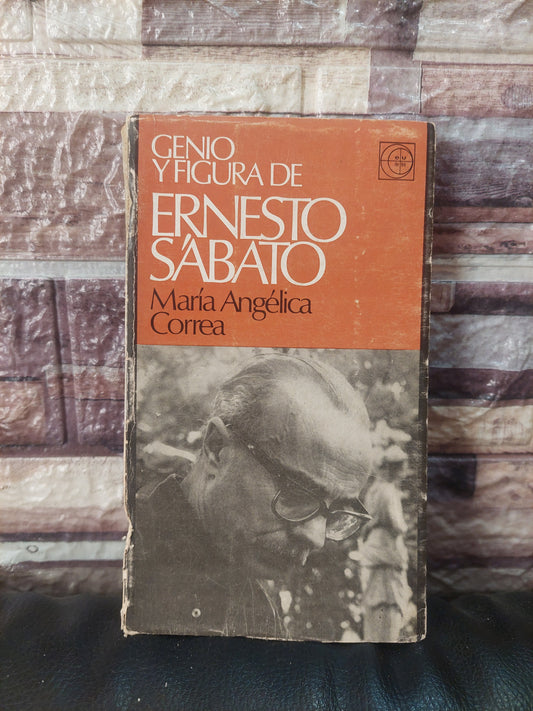 GENIO
Y FIGURA DE
ERNESTO
SÁBATO
María Angélica
Correa